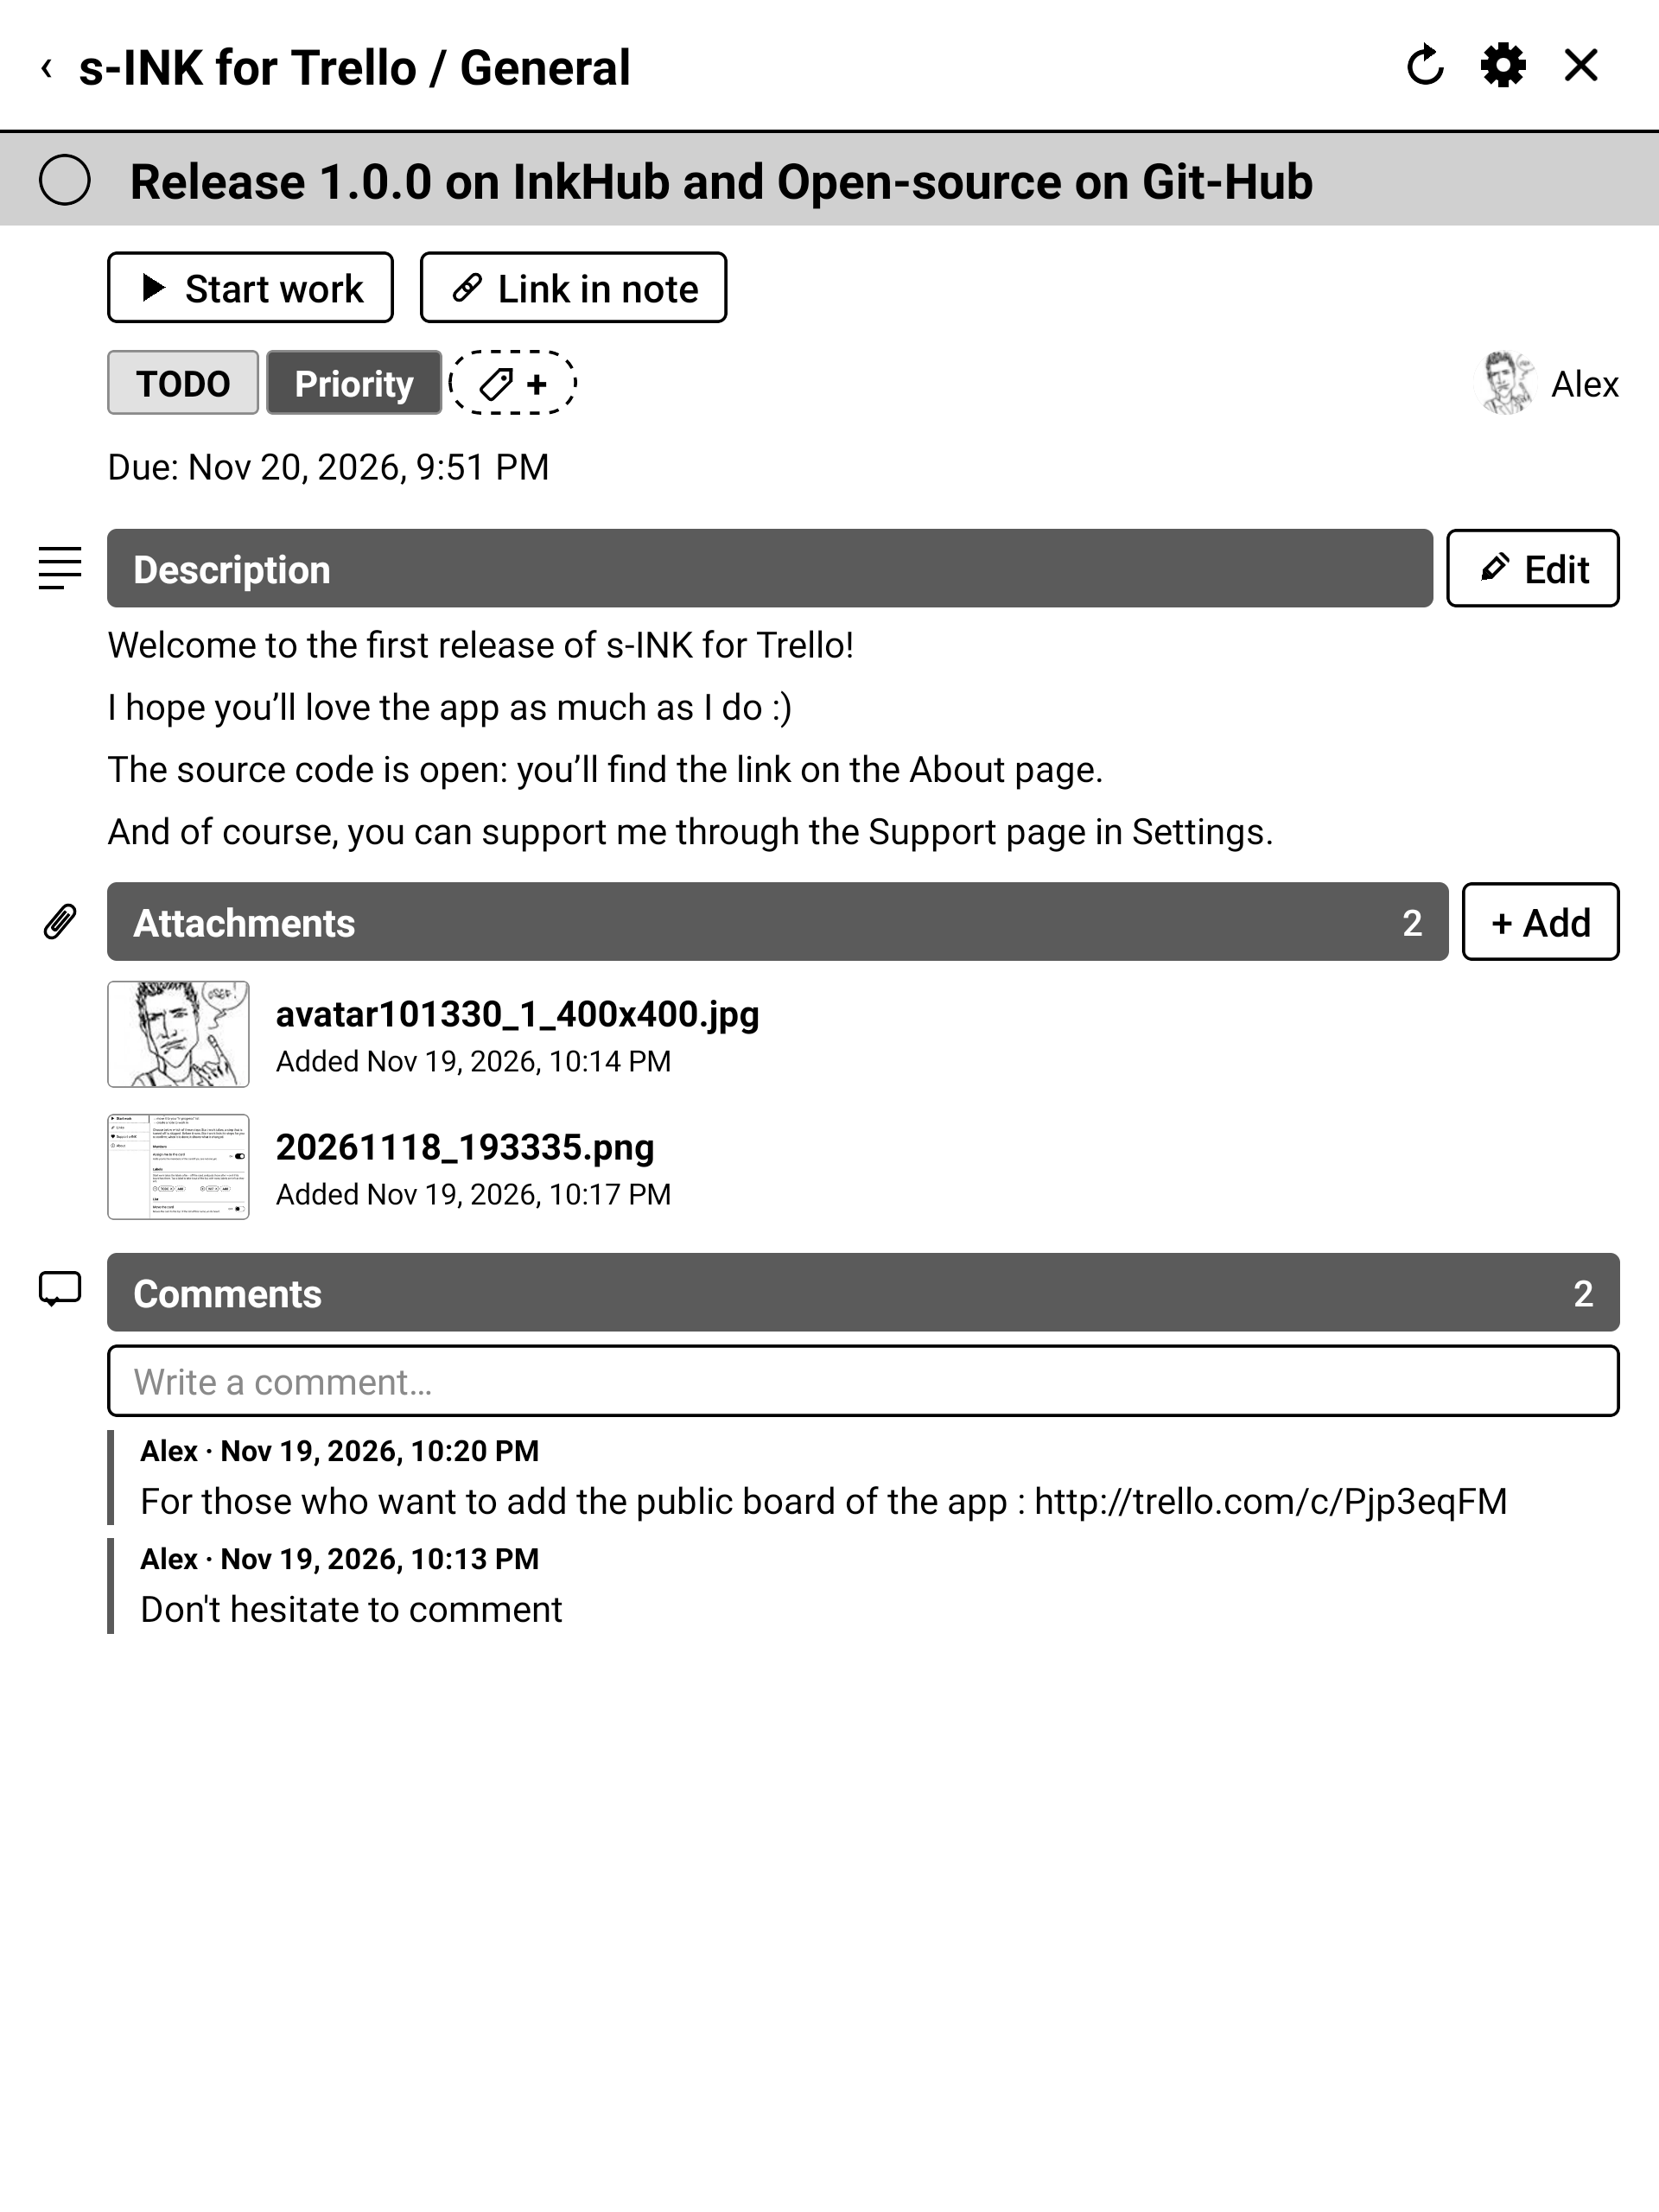 ‹ s-INK for Trello / General
Release 1.0.0 on InkHub and Open-source on Git-Hub
Start work
Link in note
TODO
Priority
+
Alex
Due: Nov 20, 2026, 9:51 PM
Description
Edit
Welcome to the first release of s-INK for Trello!
I hope you’ll love the app as much as I do :)
The source code is open: you’ll find the link on the About page.
And of course, you can support me through the Support page in Settings.
Attachments
2
+ Add
avatar101330_1_400x400.jpg
Added Nov 19, 2026, 10:14 PM
20261118_193335.png
Added Nov 19, 2026, 10:17 PM
Comments
2
Write a comment…
Alex · Nov 19, 2026, 10:20 PM
For those who want to add the public board of the app : http://trello.com/c/Pjp3eqFM
Alex · Nov 19, 2026, 10:13 PM
Don't hesitate to comment